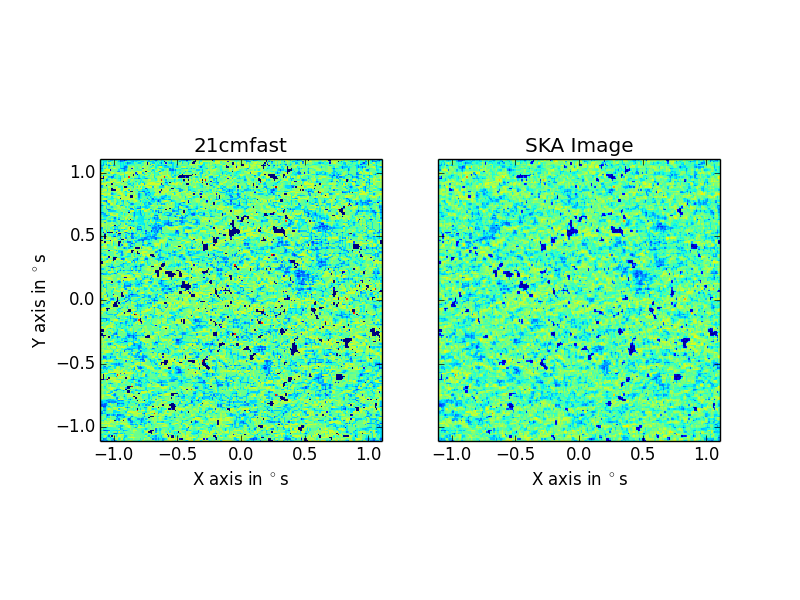 21cmfast
SKA Image
1.0
0.5
0.0
−0.5
−1.0
Y axis in °s
−1.0 −0.5 0.0 0.5 1.0
−1.0 −0.5 0.0 0.5 1.0
X axis in °s
X axis in °s